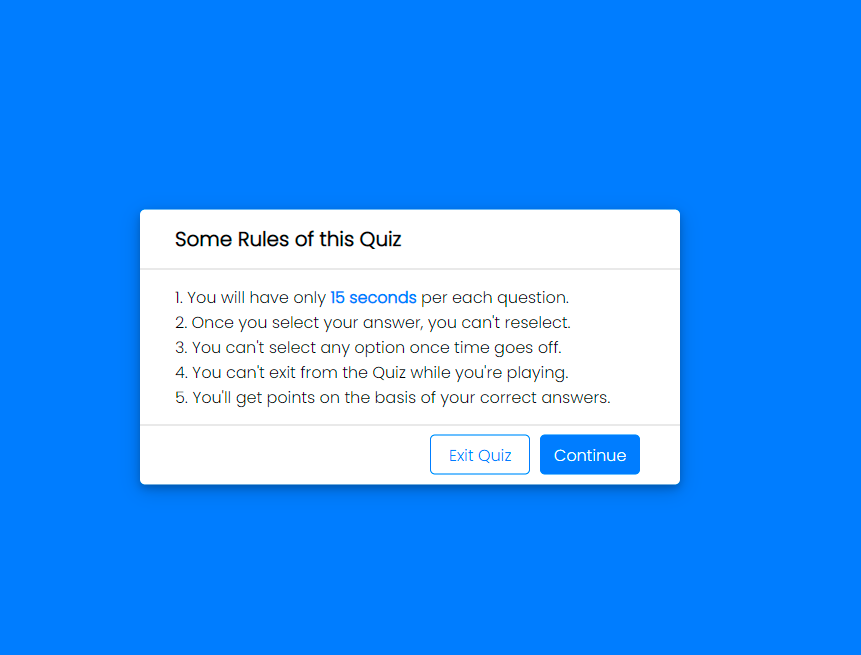 Some Rules of this Quiz
1. You will have only 15 seconds per each question.
2. Once you select your answer, you can't reselect.
3. You can't select any option once time goes off.
4. You can't exit from the Quiz while you're playing.
5. You'll get points on the basis of your correct answers.
Exit Quiz Continue